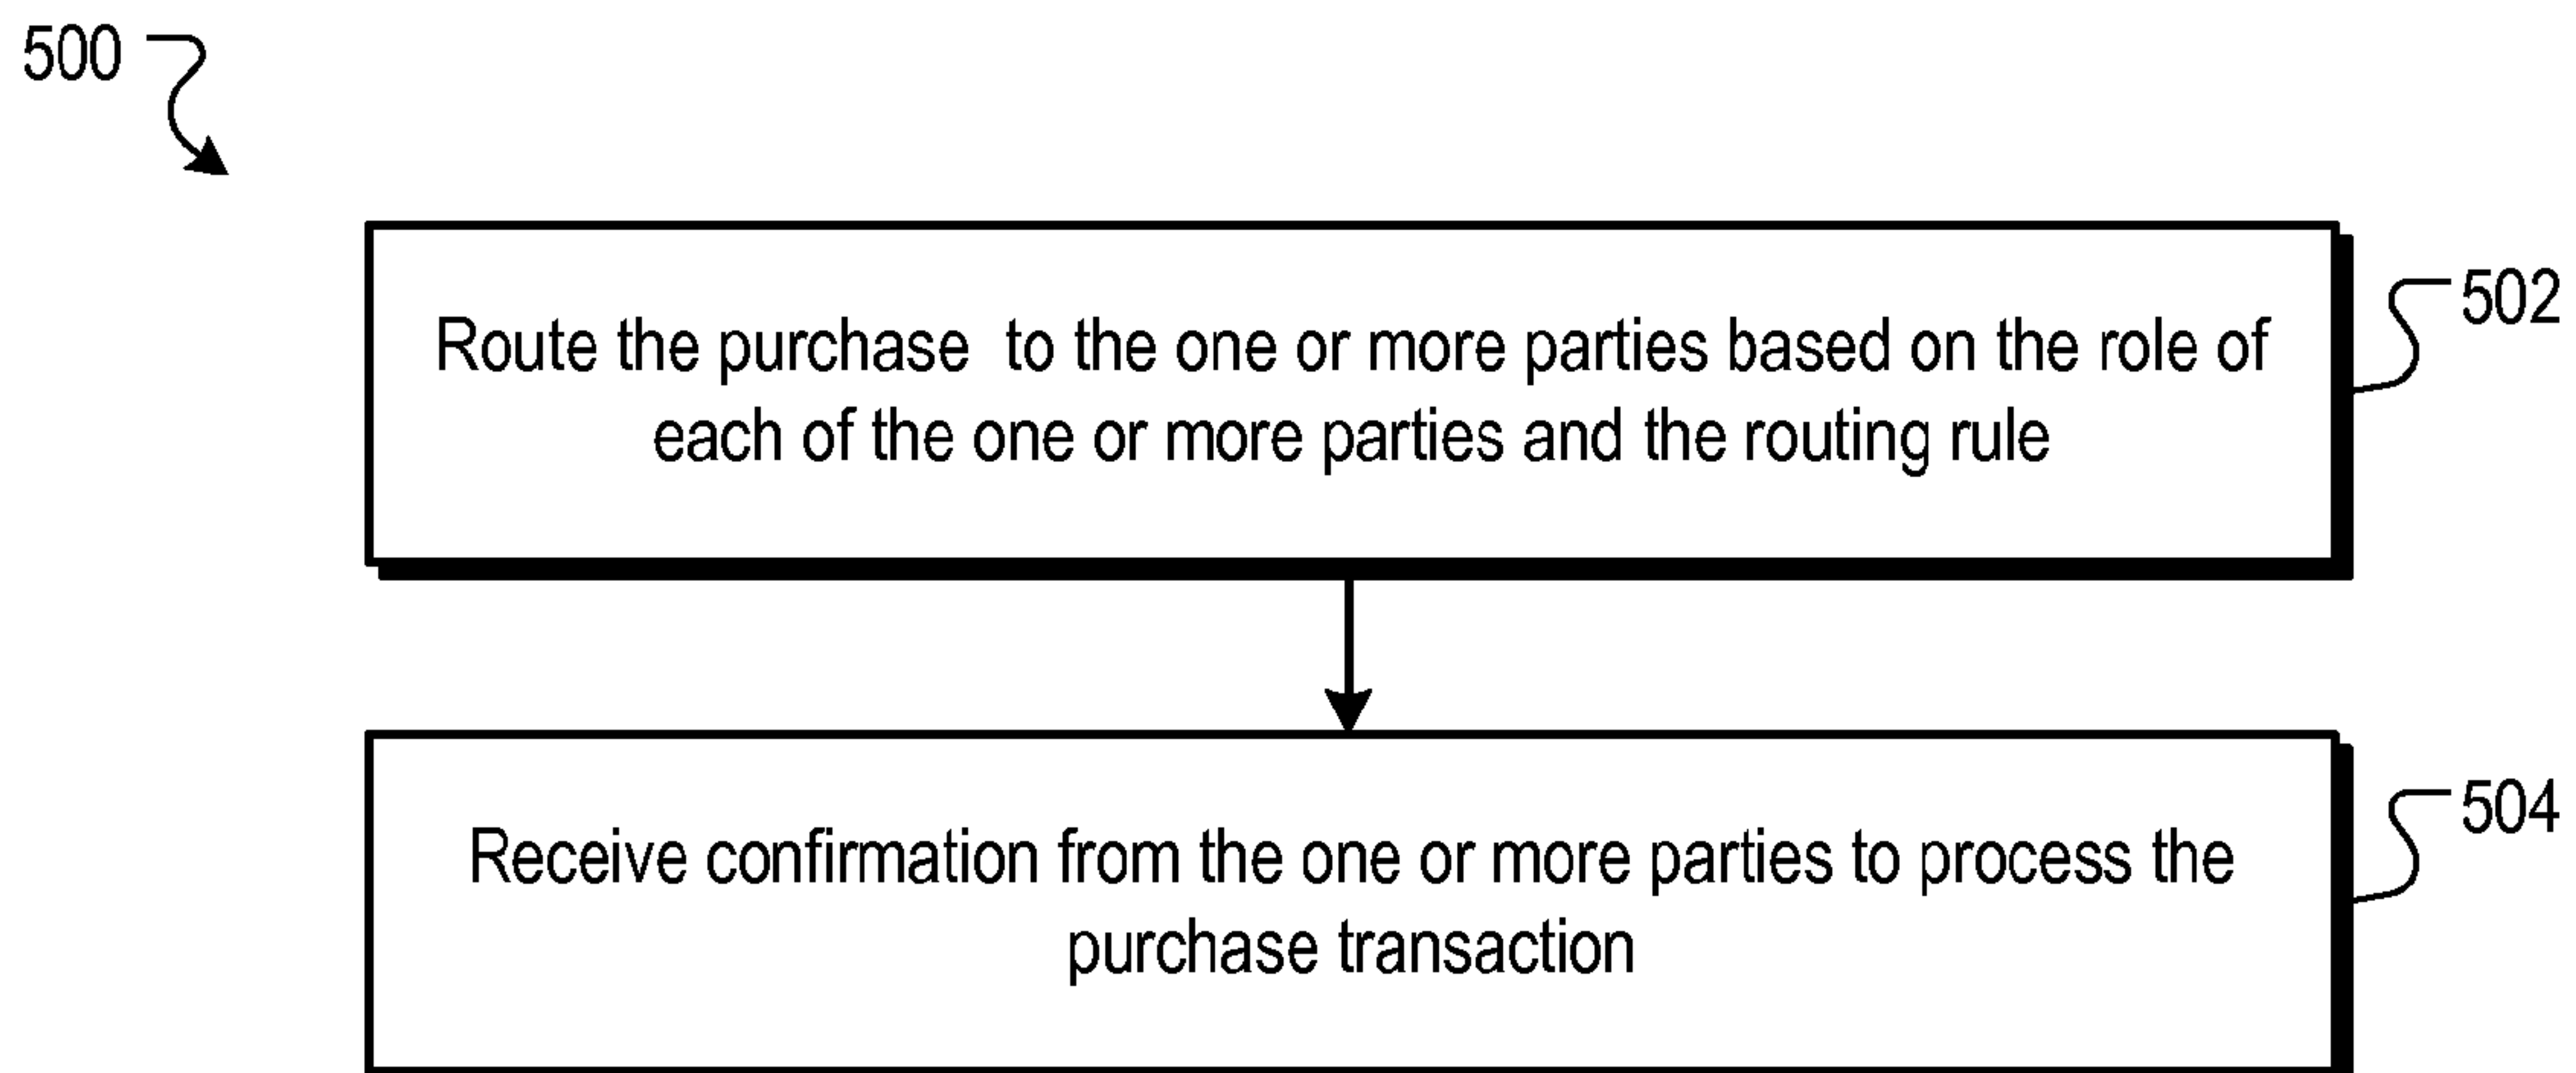 500
Route the purchase  to the one or more parties based on the role of
each of the one or more parties and the routing rule
502
Receive confirmation from the one or more parties to process the
purchase transaction
504